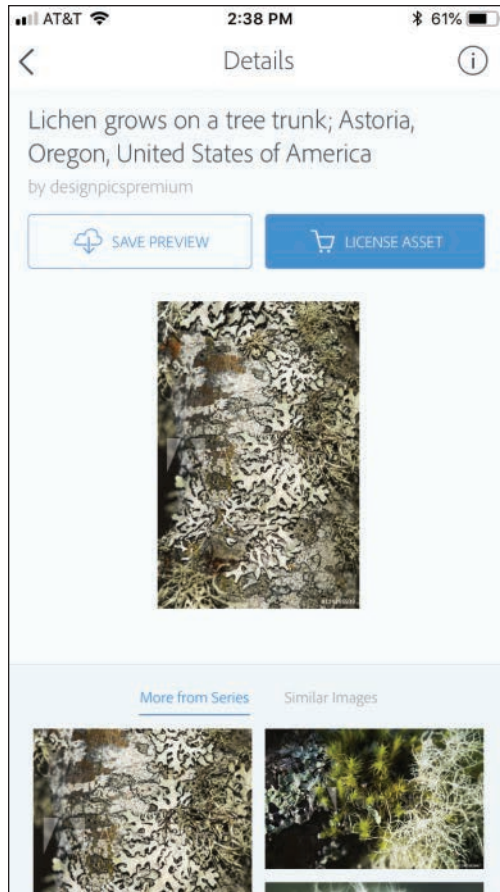 AT&T 2:38 PM 61%
Details
Lichen grows on a tree trunk; Astoria,
Oregon, United States of America
by designpicspremium
SAVE PREVIEW LICENSE ASSET
More from Series Similar Images